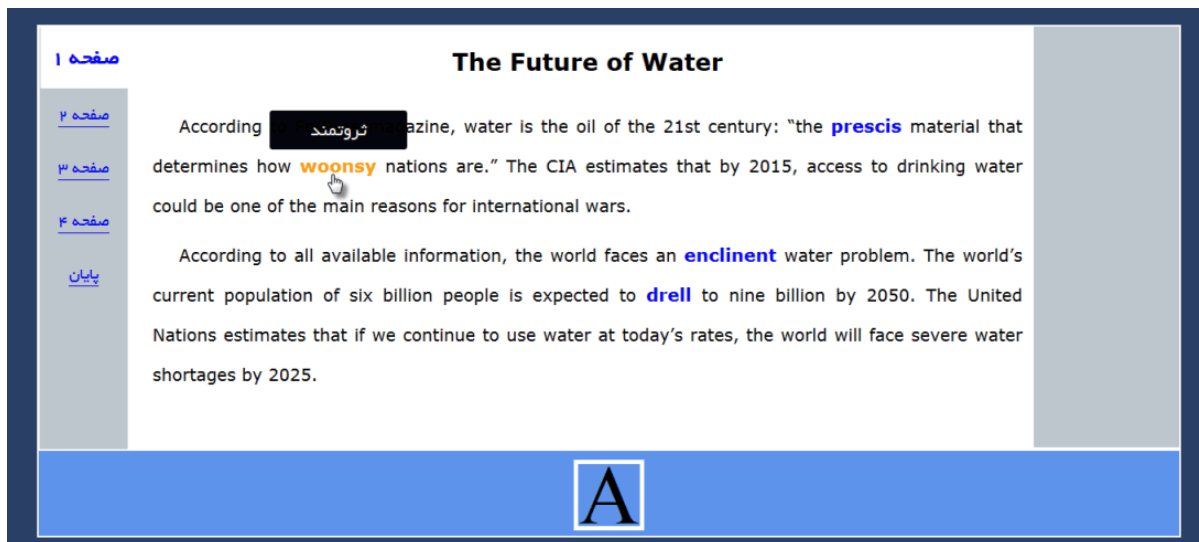 The Future of Water
صفحه ۱
صفحه ۲
صفحه ۳
صفحه ۴
پایان
ثروتمند
According azine, water is the oil of the 21st century: “the prescis material that
determines how woonsy nations are.” The CIA estimates that by 2015, access to drinking water
could be one of the main reasons for international wars.
According to all available information, the world faces an enclinent water problem. The world’s
current population of six billion people is expected to drell to nine billion by 2050. The United
Nations estimates that if we continue to use water at today’s rates, the world will face severe water
shortages by 2025.
A